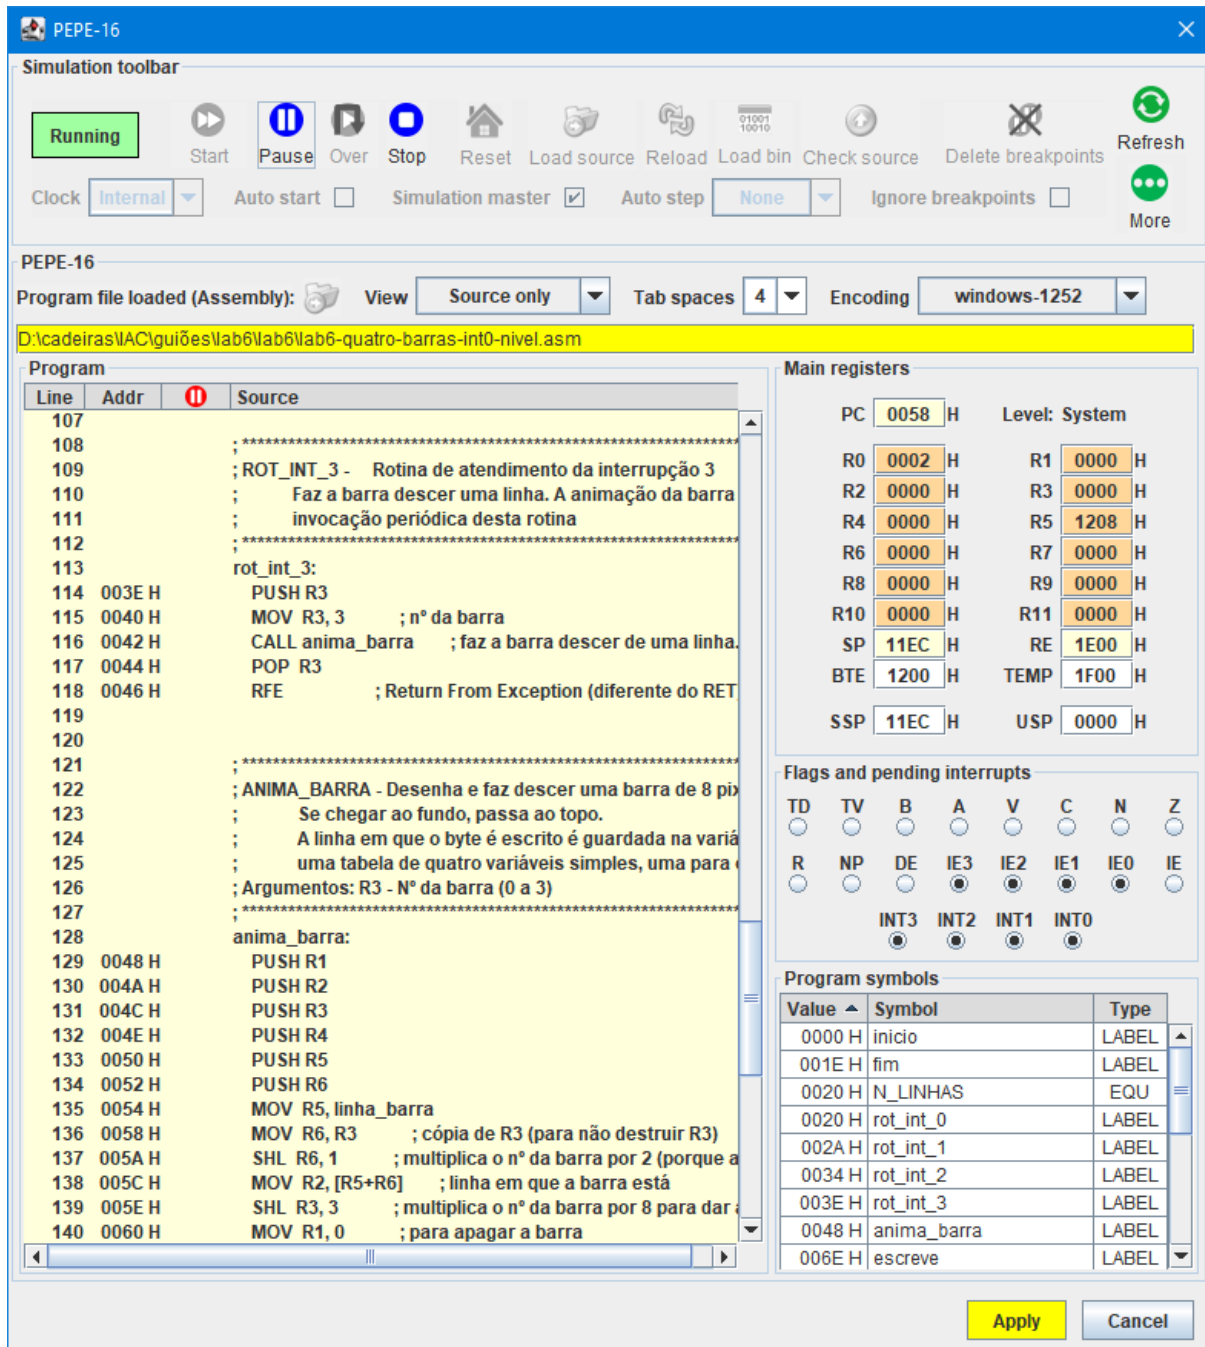 PEPE-16
Simulation toolbar
Running
Start
Pause
Over
Stop
Reset
Load source
Reload
01001
10010
Load bin
Check source
Delete breakpoints
Refresh
Clock Internal
Auto start
Simulation master
Auto step None
Ignore breakpoints
More
PEPE-16
Program file loaded (Assembly):
View Source only
Tab spaces 4
Encoding windows-1252
D:\cadeiras\IAC\guiões\lab6\lab6\lab6-quatro-barras-int0-nivel.asm
Program
Line Addr Source
107
108 ; **********************************************************************
109 ; ROT_INT_3 - Rotina de atendimento da interrupção 3
110 ; Faz a barra descer uma linha. A animação da barra
111 ; invocação periódica desta rotina
112 ; **********************************************************************
113 rot_int_3:
114 003E H PUSH R3
115 0040 H MOV R3, 3 ; nº da barra
116 0042 H CALL anima_barra ; faz a barra descer de uma linha.
117 0044 H POP R3
118 0046 H RFE ; Return From Exception (diferente do RET
119
120
121 ; **********************************************************************
122 ; ANIMA_BARRA - Desenha e faz descer uma barra de 8 pix
123 ; Se chegar ao fundo, passa ao topo.
124 ; A linha em que o byte é escrito é guardada na variá
125 ; uma tabela de quatro variáveis simples, uma para
126 ; Argumentos: R3 - Nº da barra (0 a 3)
127 ; **********************************************************************
128 anima_barra:
129 0048 H PUSH R1
130 004A H PUSH R2
131 004C H PUSH R3
132 004E H PUSH R4
133 0050 H PUSH R5
134 0052 H PUSH R6
135 0054 H MOV R5, linha_barra
136 0058 H MOV R6, R3 ; cópia de R3 (para não destruir R3)
137 005A H SHL R6, 1 ; multiplica o nº da barra por 2 (porque a
138 005C H MOV R2, [R5+R6] ; linha em que a barra está
139 005E H SHL R3, 3 ; multiplica o nº da barra por 8 para dar
140 0060 H MOV R1, 0 ; para apagar a barra
Main registers
PC 0058 H Level: System
R0 0002 H R1 0000 H
R2 0000 H R3 0000 H
R4 0000 H R5 1208 H
R6 0000 H R7 0000 H
R8 0000 H R9 0000 H
R10 0000 H R11 0000 H
SP 11EC H RE 1E00 H
BTE 1200 H TEMP 1F00 H
SSP 11EC H USP 0000 H
Flags and pending interrupts
TD TV B A V C N Z
R NP DE IE3 IE2 IE1 IE0 IE
INT3 INT2 INT1 INT0
Program symbols
Value Symbol Type
0000 H inicio LABEL
001E H fim LABEL
0020 H N_LINHAS EQU
0020 H rot_int_0 LABEL
002A H rot_int_1 LABEL
0034 H rot_int_2 LABEL
003E H rot_int_3 LABEL
0048 H anima_barra LABEL
006E H escreve LABEL
Apply
Cancel